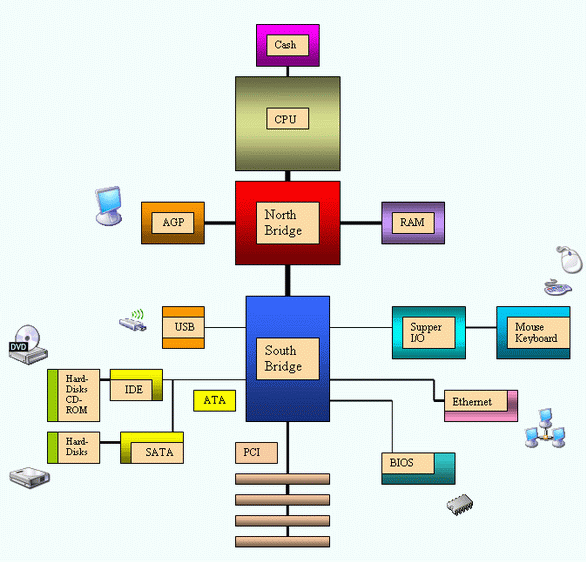 Cash
CPU
North
Bridge
AGP
RAM
USB
South
Bridge
Supper
I/O
Mouse
Keyboard
DVD
Hard-
Disks
CD-
ROM
IDE
ATA
Ethernet
Hard-
Disks
SATA
PCI
BIOS